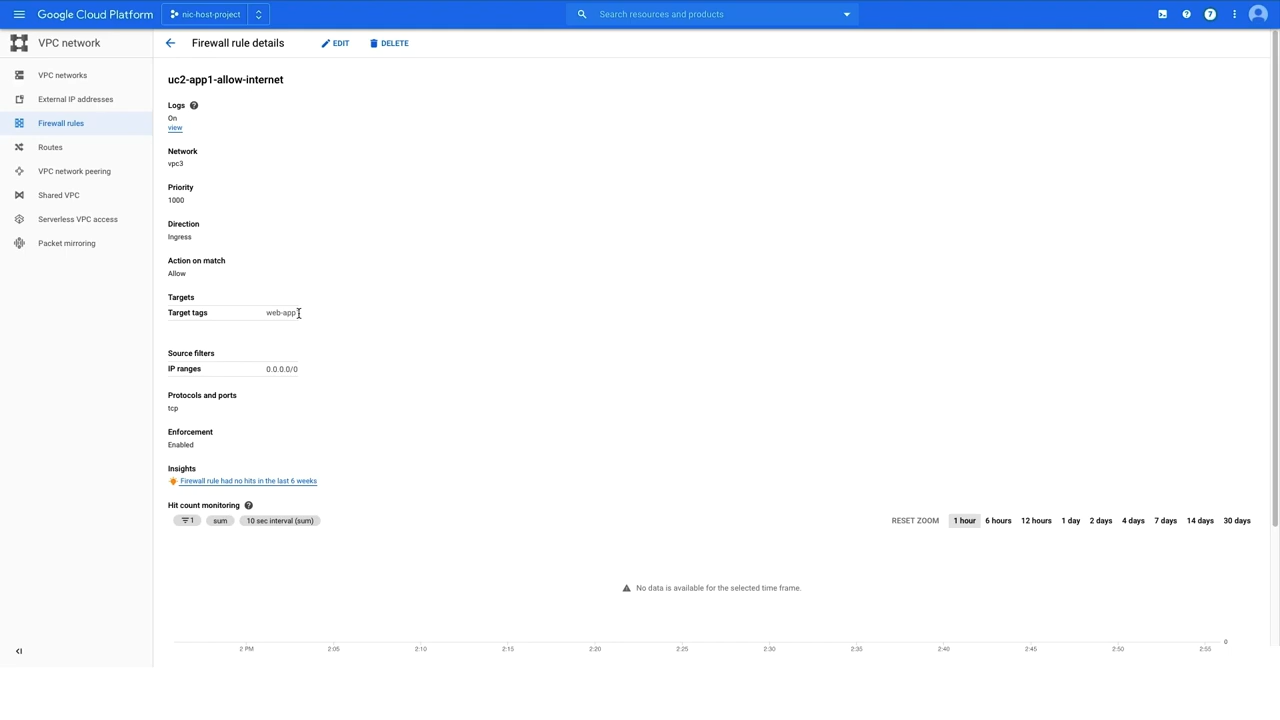 Google Cloud Platform
nic-host-project
Search resources and products
7
VPC network
Firewall rule details
EDIT
DELETE
VPC networks
External IP addresses
Firewall rules
Routes
VPC network peering
Shared VPC
Serverless VPC access
Packet mirroring
uc2-app1-allow-internet
Logs
On
view
Network
vpc3
Priority
1000
Direction
Ingress
Action on match
Allow
Targets
Target tags web-app
Source filters
IP ranges 0.0.0.0/0
Protocols and ports
tcp
Enforcement
Enabled
Insights
Firewall rule had no hits in the last 6 weeks
Hit count monitoring
1 sum 10 sec interval (sum)
RESET ZOOM 1 hour 6 hours 12 hours 1 day 2 days 4 days 7 days 14 days 30 days
No data is available for the selected time frame.
0
2 PM 2:05 2:10 2:15 2:20 2:25 2:30 2:35 2:40 2:45 2:50 2:55